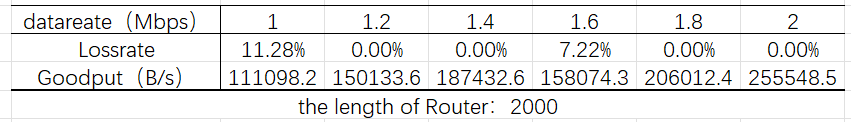 datareate（Mbps） 1 1.2 1.4 1.6 1.8 2
Lossrate 11.28% 0.00% 0.00% 7.22% 0.00% 0.00%
Goodput（B/s） 111098.2 150133.6 187432.6 158074.3 206012.4 255548.5
the length of Router： 2000